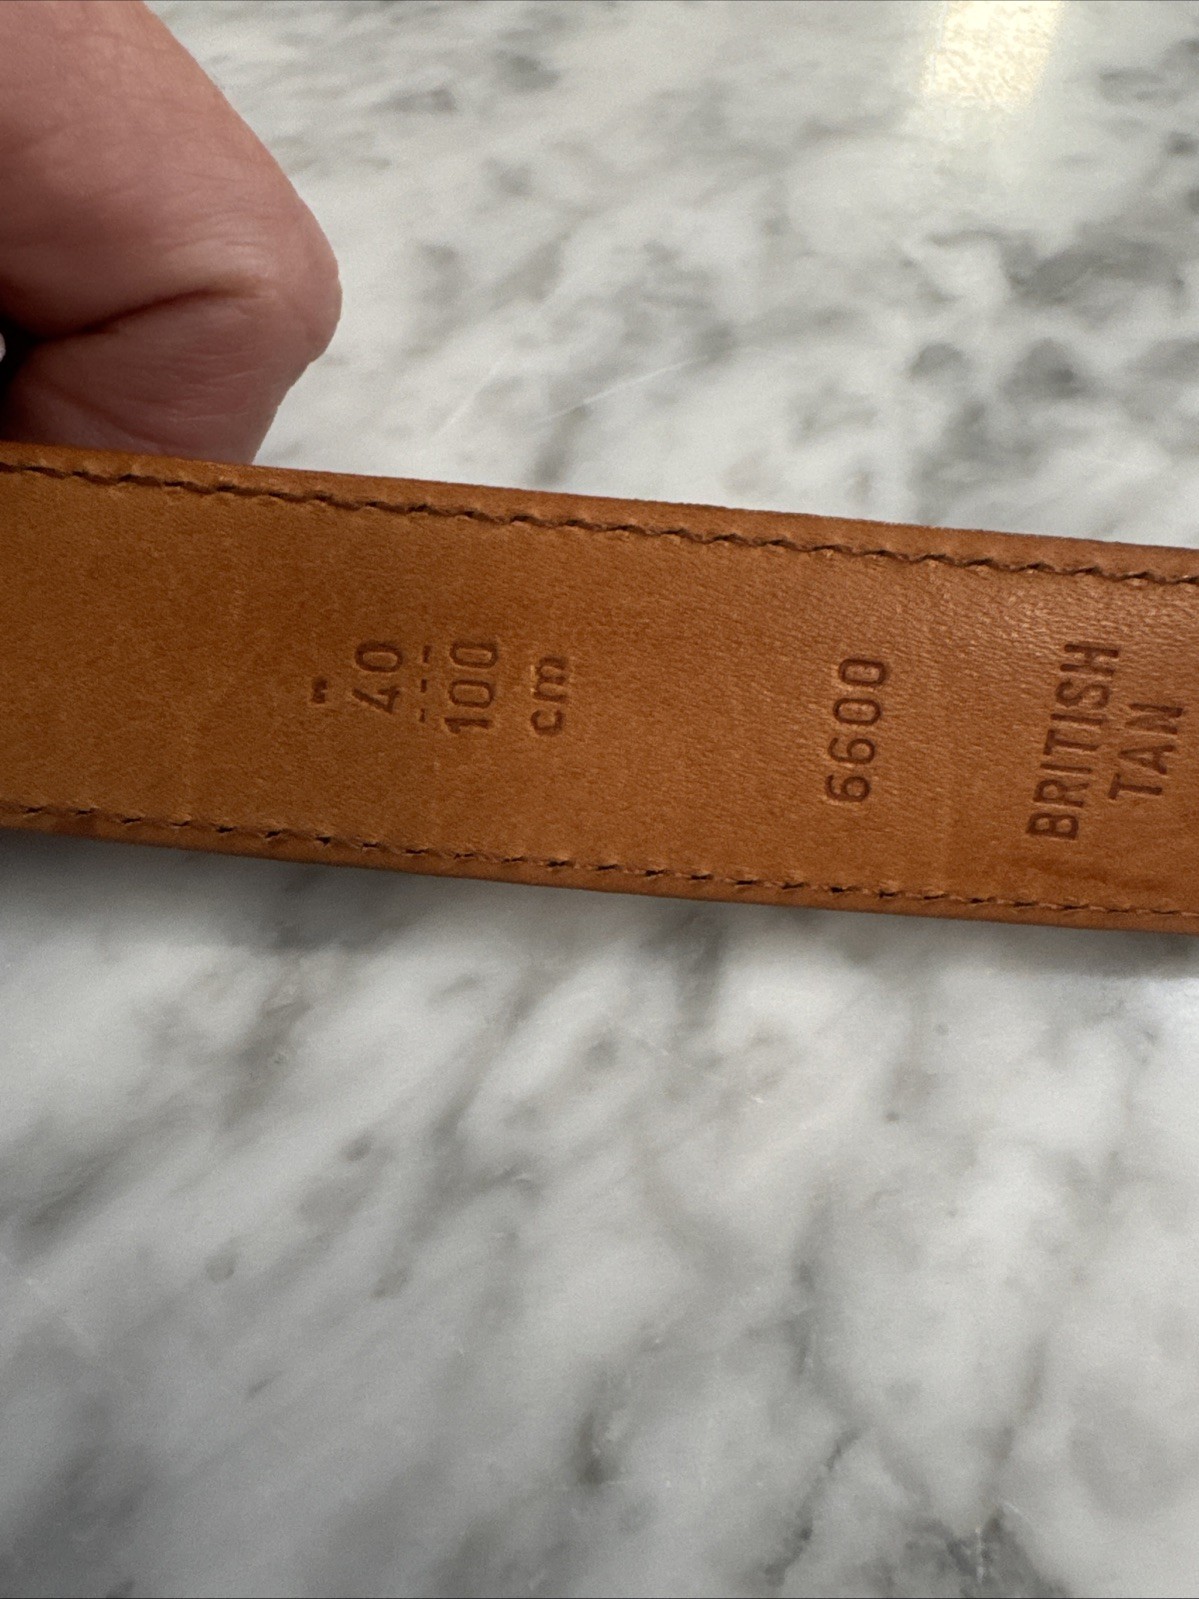 "
40
---
100
cm
6600
BRITISH
TAN